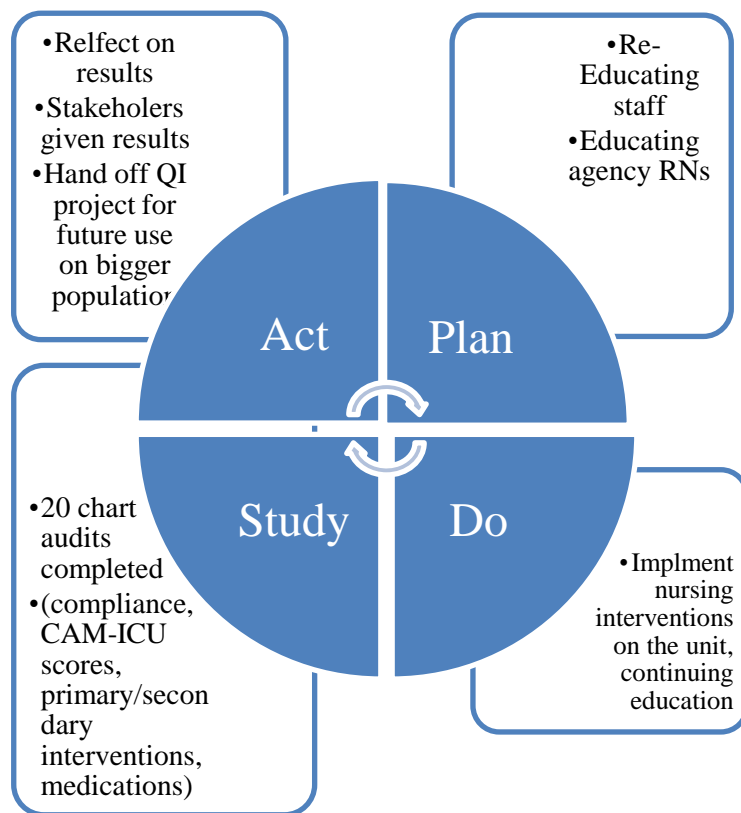 •Relfect on
results
•Stakeholers
given results
•Hand off QI
project for
future use
on bigger
population
•Re-
Educating
staff
•Educating
agency RNs
Act
Plan
Study
Do
•20 chart
audits
completed
•(compliance,
CAM-ICU
scores,
primary/secon
dary
interventions,
medications)
•Implment
nursing
interventions
on the unit,
continuing
education